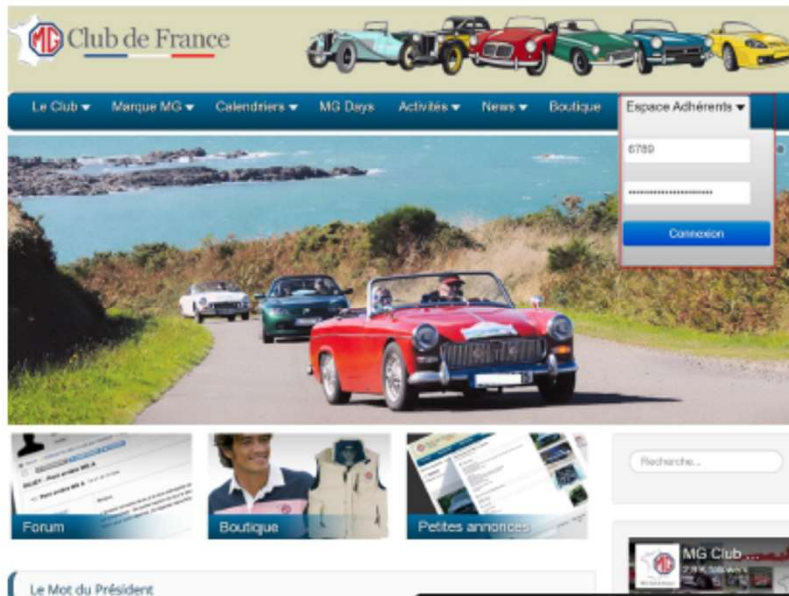 MG Club de France
Le Club Marque MG Calendriers MG Days Activités News Boutique Espace Adhérents
6789
Connexion
Forum
Boutique
Petites annonces
Recherche...
MG Club ...
Le Mot du Président